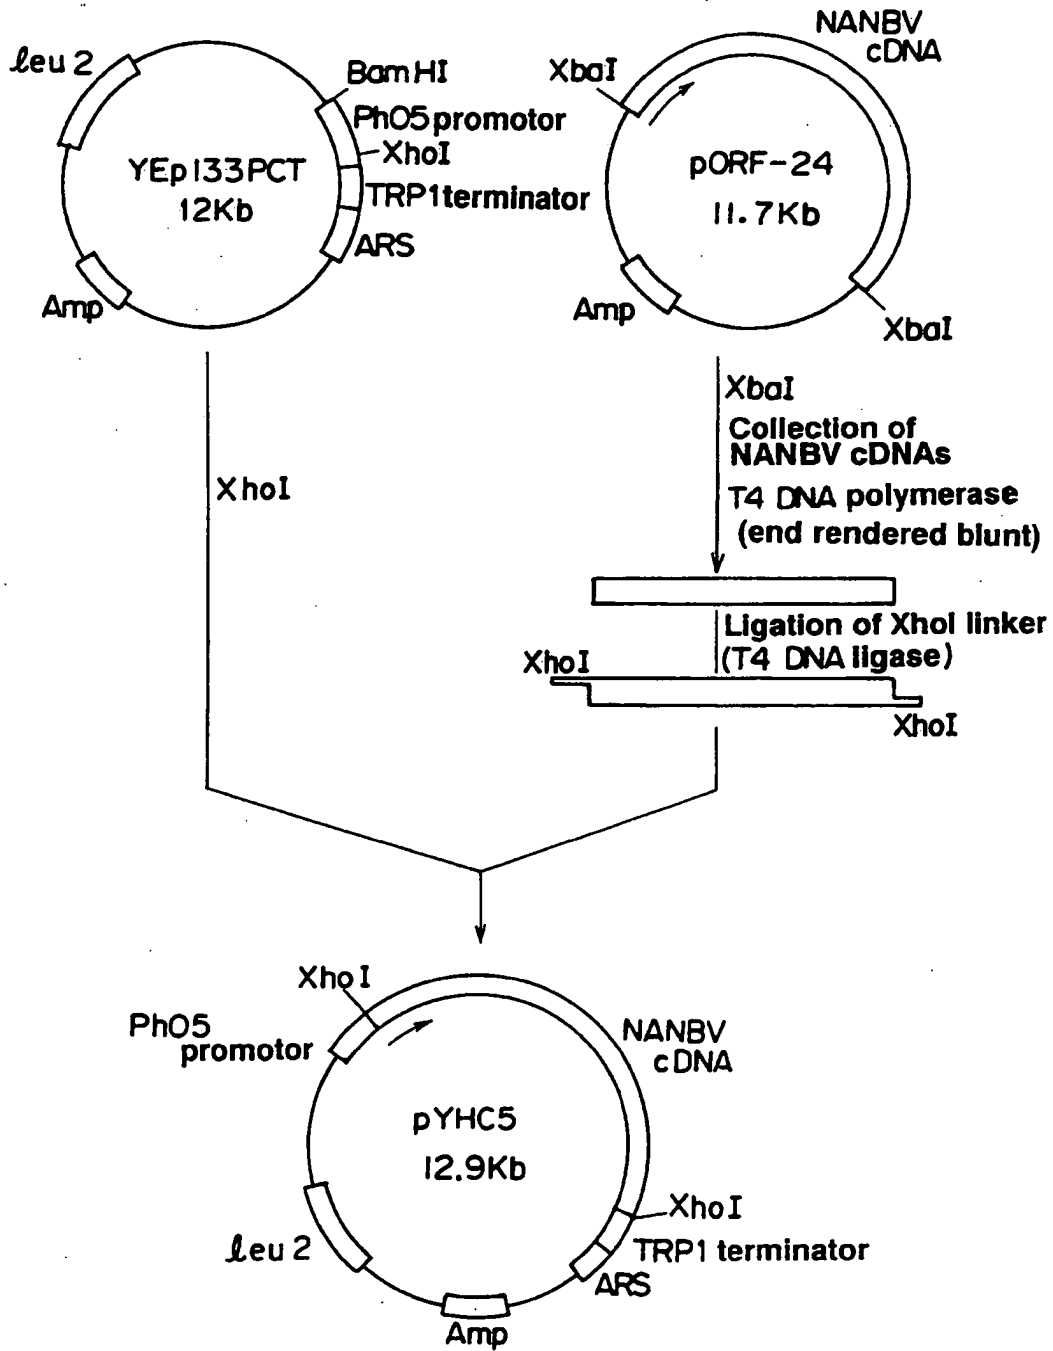 leu 2
BamHI
PhO5 promotor
XhoI
YEp133PCT
12Kb
TRP1 terminator
ARS
Amp
NANBV
cDNA
XbaI
pORF-24
11.7Kb
Amp
XbaI
XhoI
XbaI
Collection of
NANBV cDNAs
T4 DNA polymerase
(end rendered blunt)
Ligation of XhoI linker
(T4 DNA ligase)
XhoI
XhoI
XhoI
PhO5
promotor
NANBV
cDNA
pYHC5
12.9Kb
XhoI
TRP1 terminator
ARS
leu 2
Amp